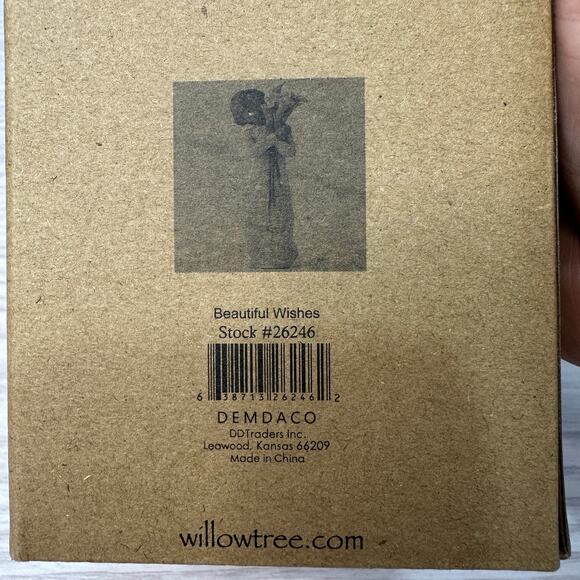 Beautiful Wishes
Stock #26246
6 38713 26246 2
DEMDACO
DDTraders Inc.
Leawood, Kansas 66209
Made in China
willowtree.com